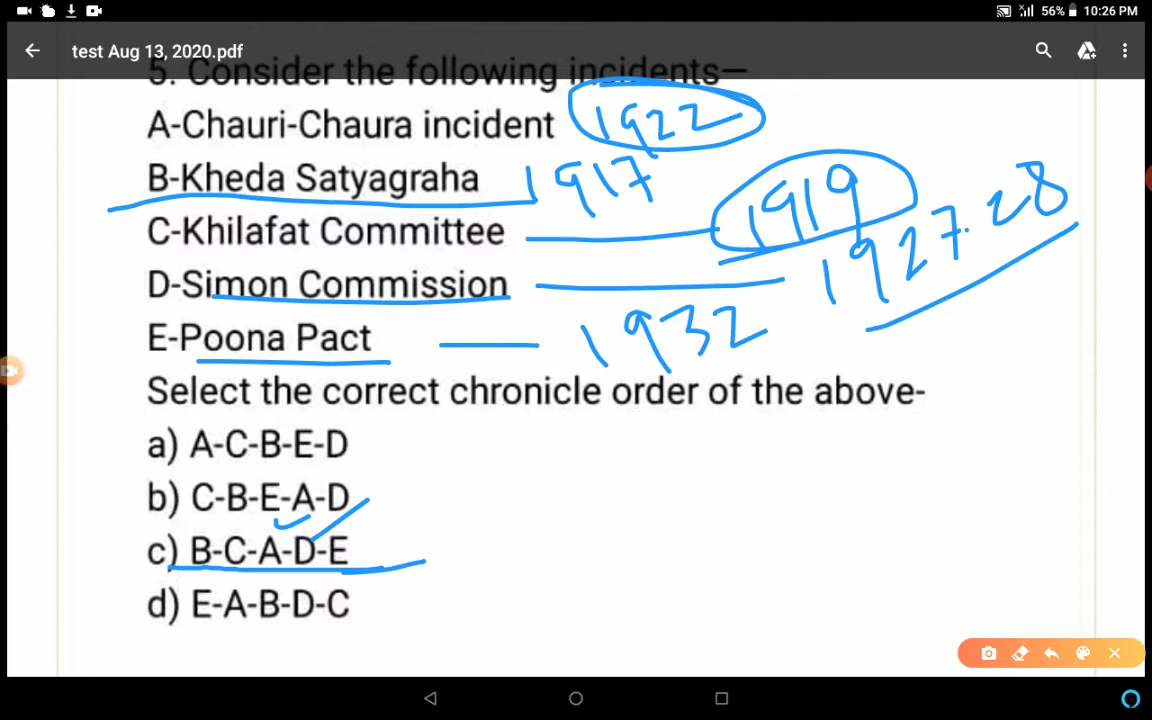 56% 10:26 PM
test Aug 13, 2020.pdf
5. Consider the following incidents—
A-Chauri-Chaura incident 1922
B-Kheda Satyagraha 1917
C-Khilafat Committee 1919
D-Simon Commission 1927.28
E-Poona Pact 1932
Select the correct chronicle order of the above-
a) A-C-B-E-D
b) C-B-E-A-D
c) B-C-A-D-E
d) E-A-B-D-C